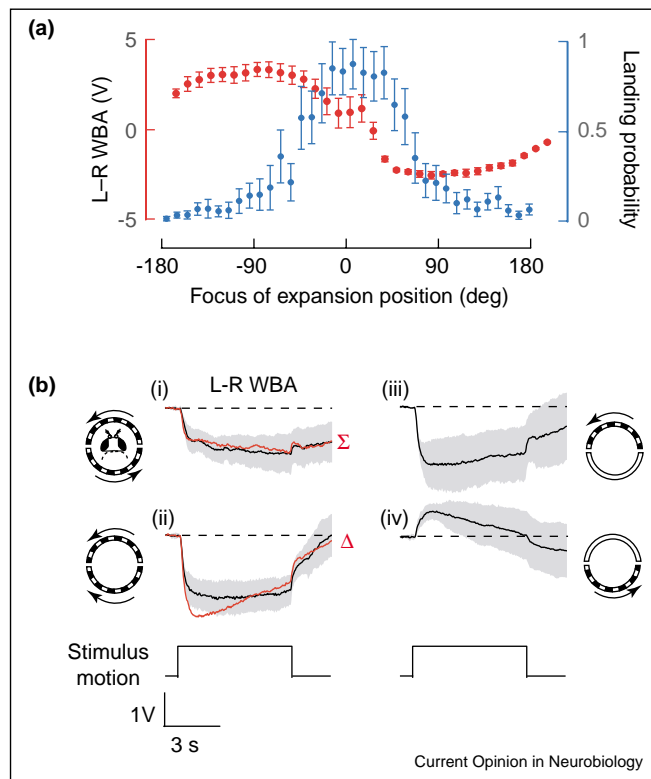 (a)
5
0
-5
L–R WBA (V)
1
0.5
0
Landing probability
-180 -90 0 90 180
Focus of expansion position (deg)
(b)
(i) L-R WBA (iii)
Σ
(ii) (iv)
Δ
Stimulus
motion
1V
3 s
Current Opinion in Neurobiology